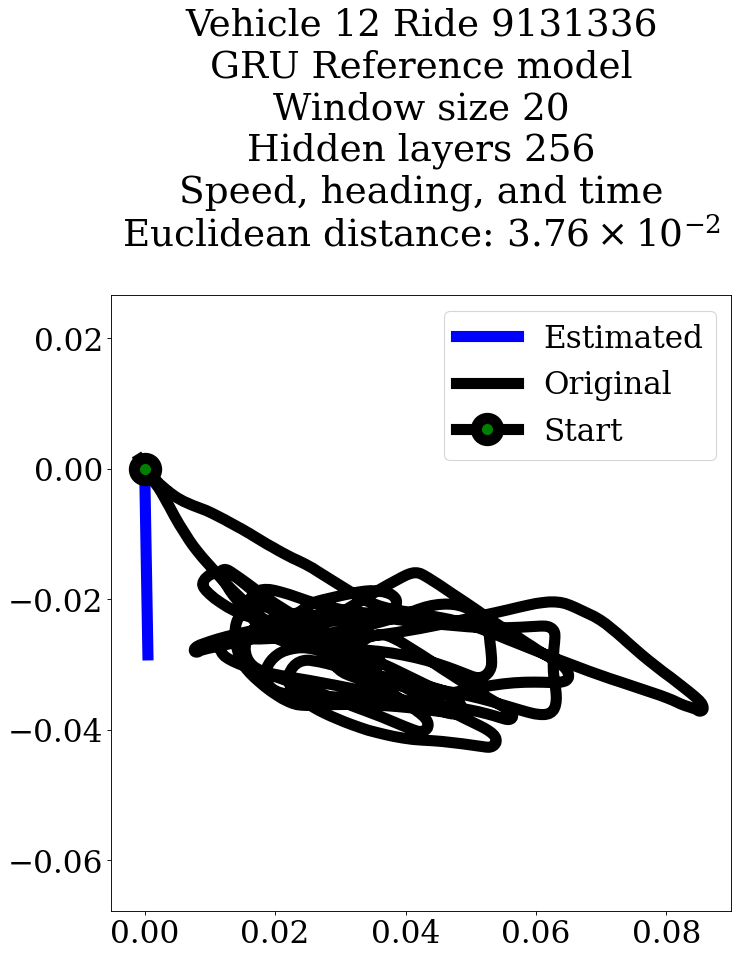 Vehicle 12 Ride 9131336
GRU Reference model
Window size 20
Hidden layers 256
Speed, heading, and time
Euclidean distance: 3.76 × 10⁻²
Estimated
Original
Start
0.02
0.00
−0.02
−0.04
−0.06
0.00 0.02 0.04 0.06 0.08